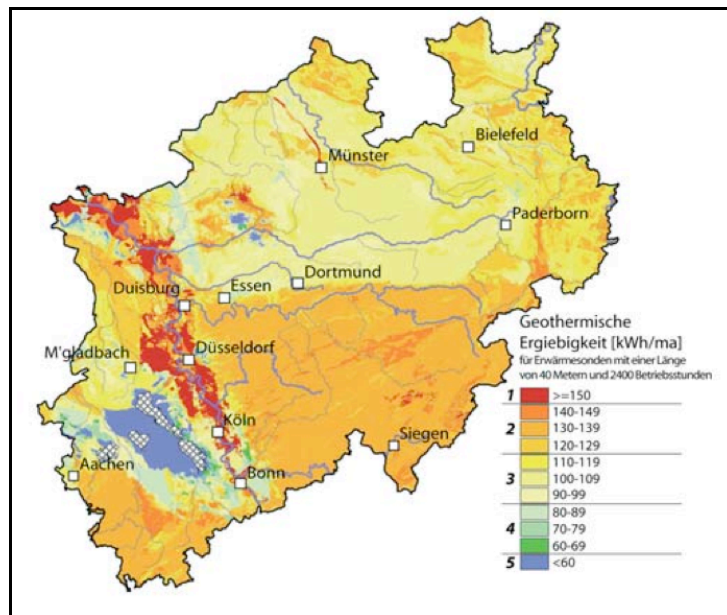 Bielefeld
Münster
Paderborn
Dortmund
Essen
Duisburg
Düsseldorf
M'gladbach
Köln
Siegen
Aachen
Bonn
Geothermische
Ergiebigkeit [kWh/ma]
für Erwärmesonden mit einer Länge
von 40 Metern und 2400 Betriebsstunden
1 >=150
140-149
2 130-139
120-129
110-119
3 100-109
90-99
80-89
4 70-79
60-69
5 <60